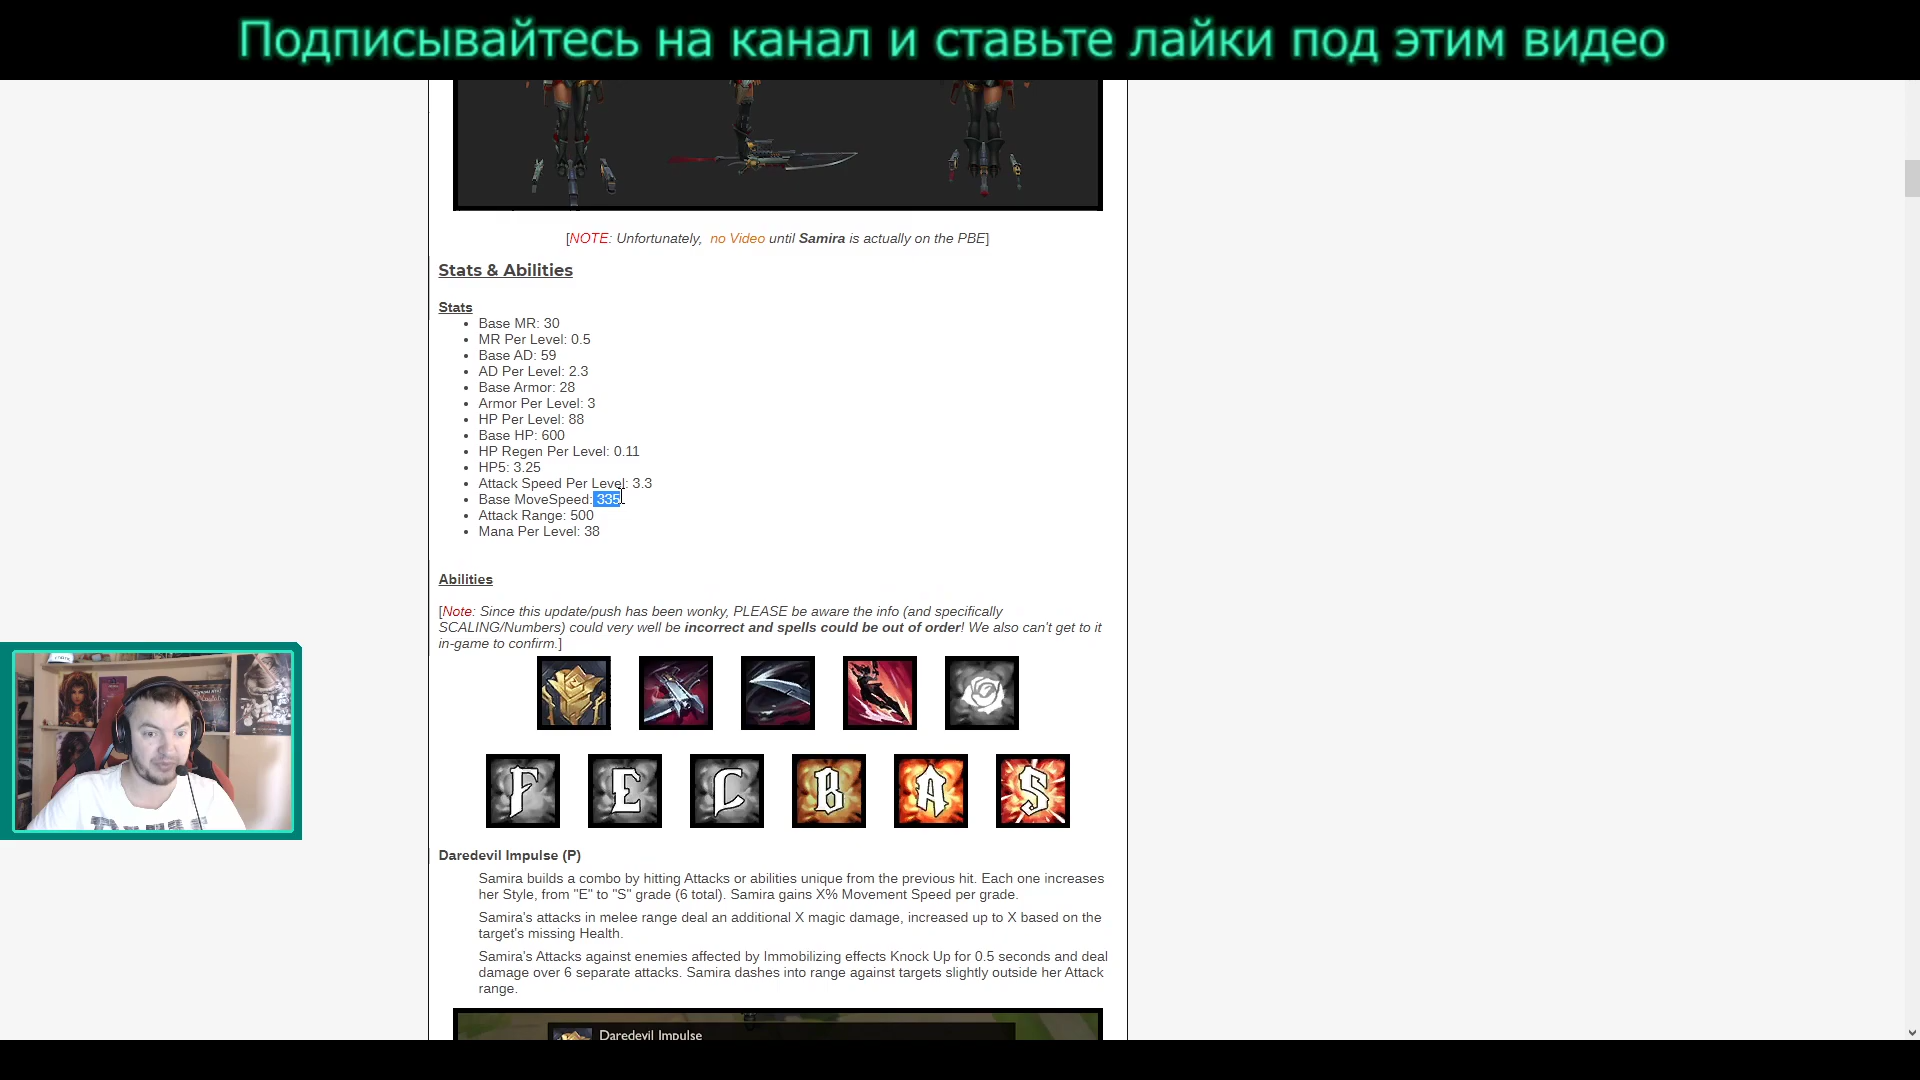 Подписывайтесь на канал и ставьте лайки под этим видео
[NOTE: Unfortunately, no Video until Samira is actually on the PBE]
Stats & Abilities
Stats
• Base MR: 30
• MR Per Level: 0.5
• Base AD: 59
• AD Per Level: 2.3
• Base Armor: 28
• Armor Per Level: 3
• HP Per Level: 88
• Base HP: 600
• HP Regen Per Level: 0.11
• HP5: 3.25
• Attack Speed Per Level: 3.3
• Base MoveSpeed: 335
• Attack Range: 500
• Mana Per Level: 38
Abilities
[Note: Since this update/push has been wonky, PLEASE be aware the info (and specifically
SCALING/Numbers) could very well be incorrect and spells could be out of order! We also can't get to it
in-game to confirm.]
F E C B A S
Daredevil Impulse (P)
Samira builds a combo by hitting Attacks or abilities unique from the previous hit. Each one increases
her Style, from "E" to "S" grade (6 total). Samira gains X% Movement Speed per grade.
Samira's attacks in melee range deal an additional X magic damage, increased up to X based on the
target's missing Health.
Samira's Attacks against enemies affected by Immobilizing effects Knock Up for 0.5 seconds and deal
damage over 6 separate attacks. Samira dashes into range against targets slightly outside her Attack
range.
Daredevil Impulse